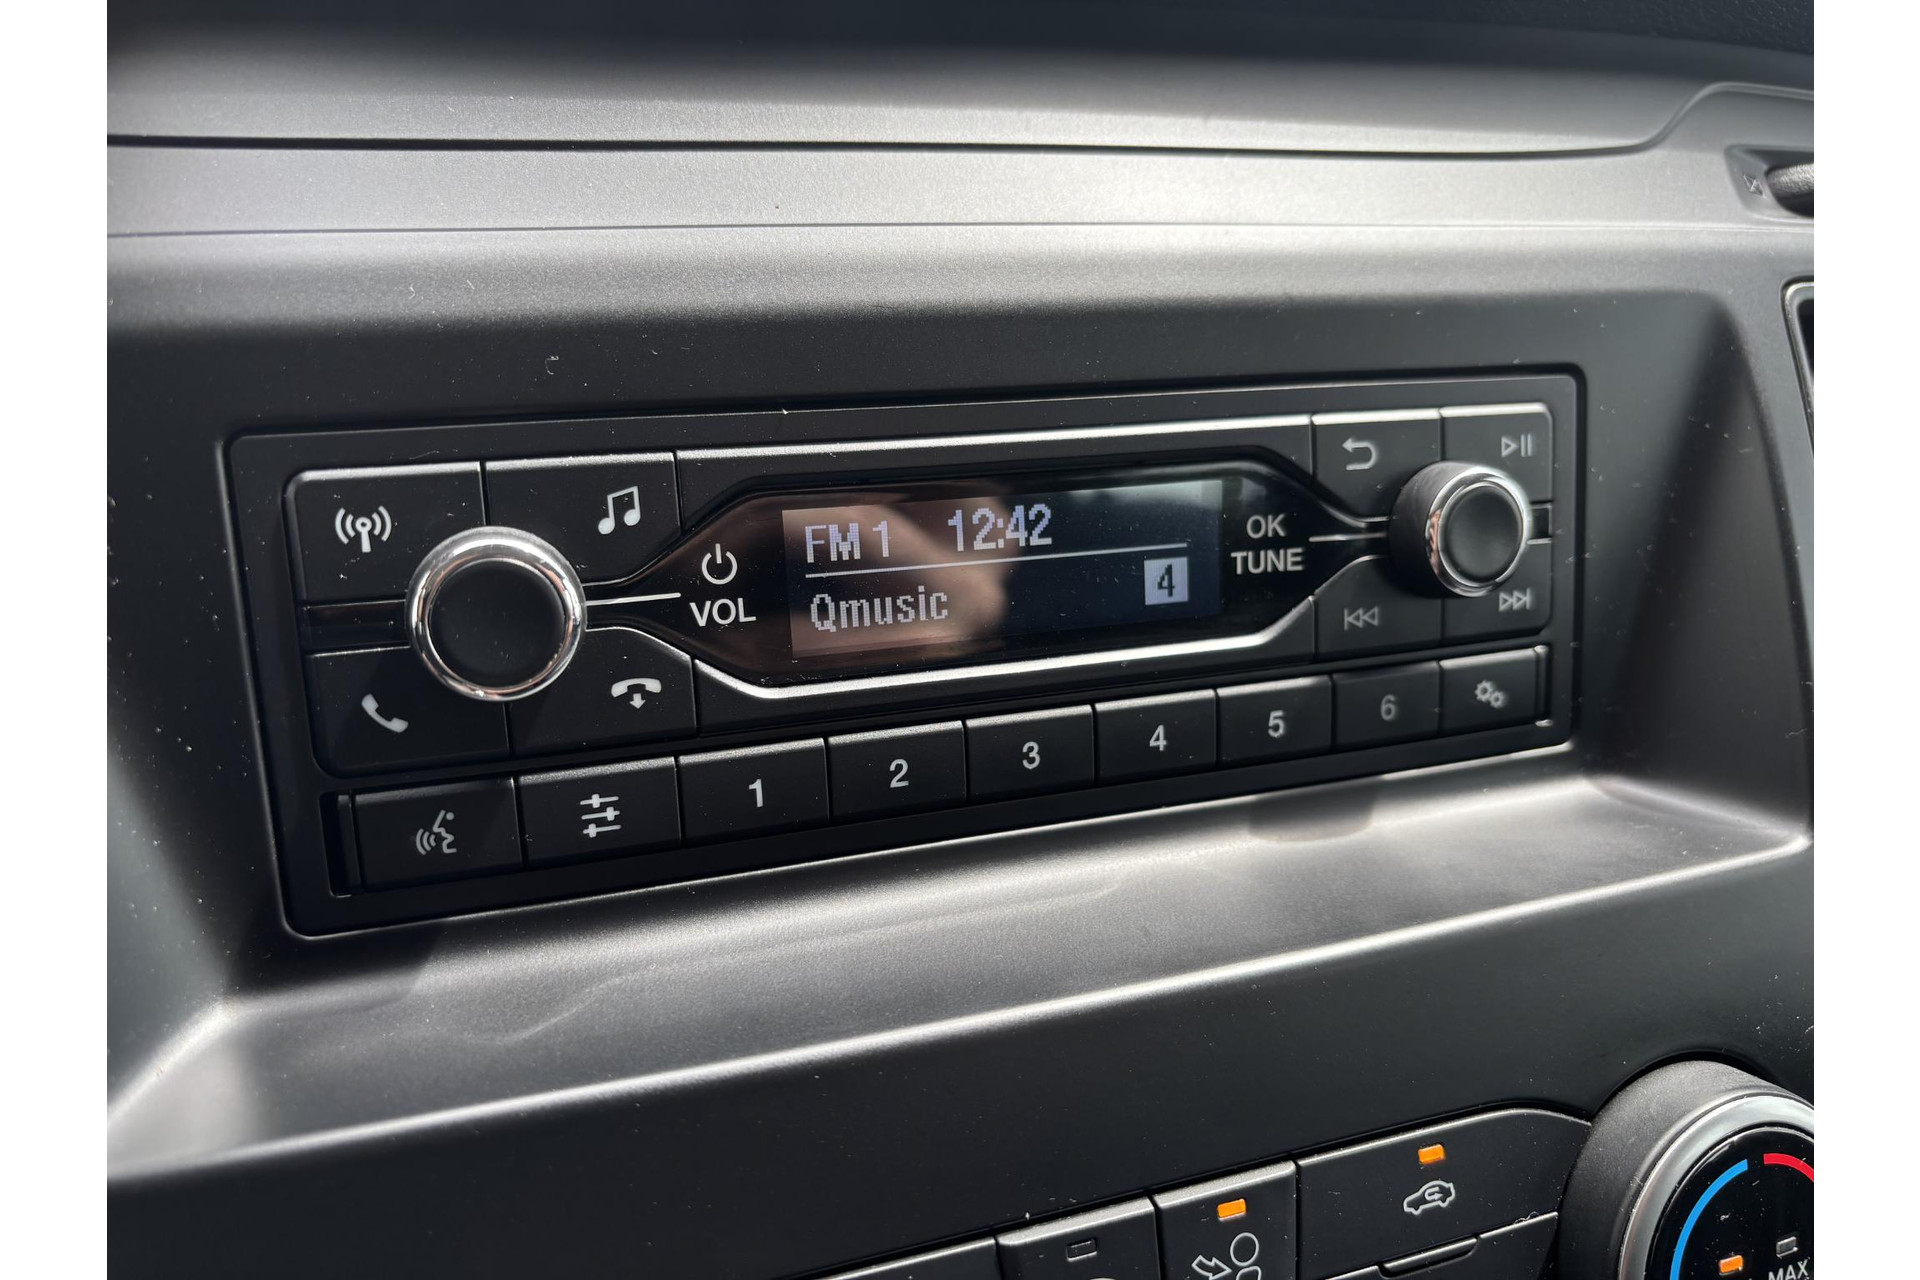 FM 1 12:42
Qmusic 4
VOL
OK
TUNE
1 2 3 4 5 6
MAX